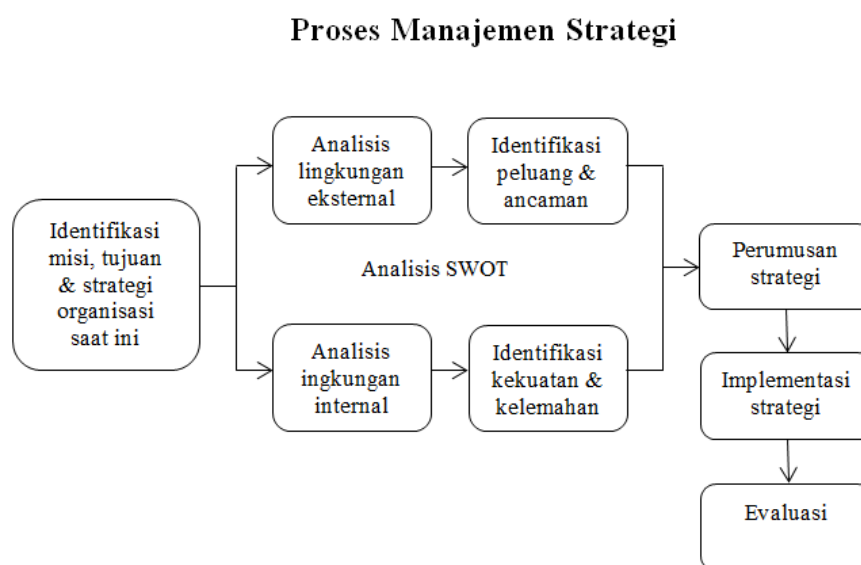 Proses Manajemen Strategi
Identifikasi
misi, tujuan
& strategi
organisasi
saat ini
Analisis
lingkungan
eksternal
Identifikasi
peluang &
ancaman
Analisis SWOT
Analisis
ingkungan
internal
Identifikasi
kekuatan &
kelemahan
Perumusan
strategi
Implementasi
strategi
Evaluasi